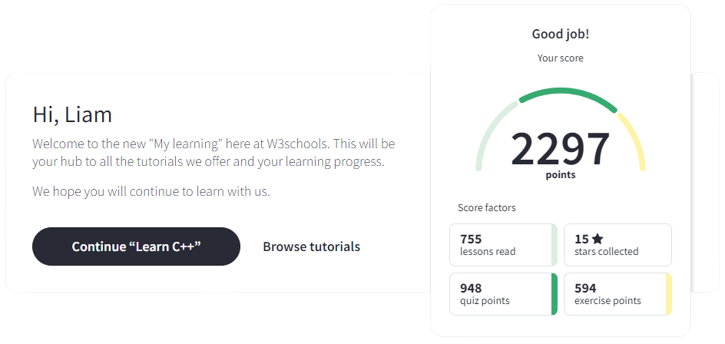 Hi, Liam
Welcome to the new "My learning" here at W3schools. This will be
your hub to all the tutorials we offer and your learning progress.
We hope you will continue to learn with us.
Continue “Learn C++”
Browse tutorials
Good job!
Your score
2297
points
Score factors
755
lessons read
15 ★
stars collected
948
quiz points
594
exercise points